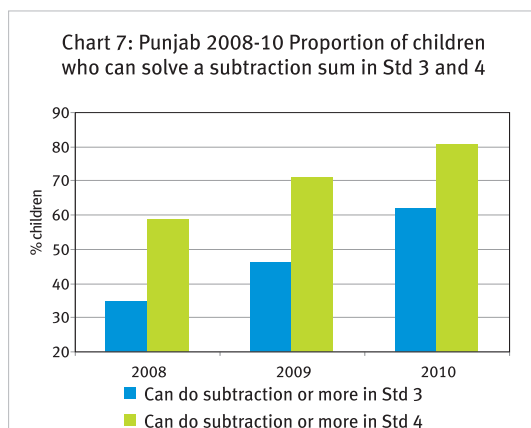 Chart 7: Punjab 2008-10 Proportion of children
who can solve a subtraction sum in Std 3 and 4
90
80
70
60
50
40
30
20
% children
2008 2009 2010
Can do subtraction or more in Std 3
Can do subtraction or more in Std 4